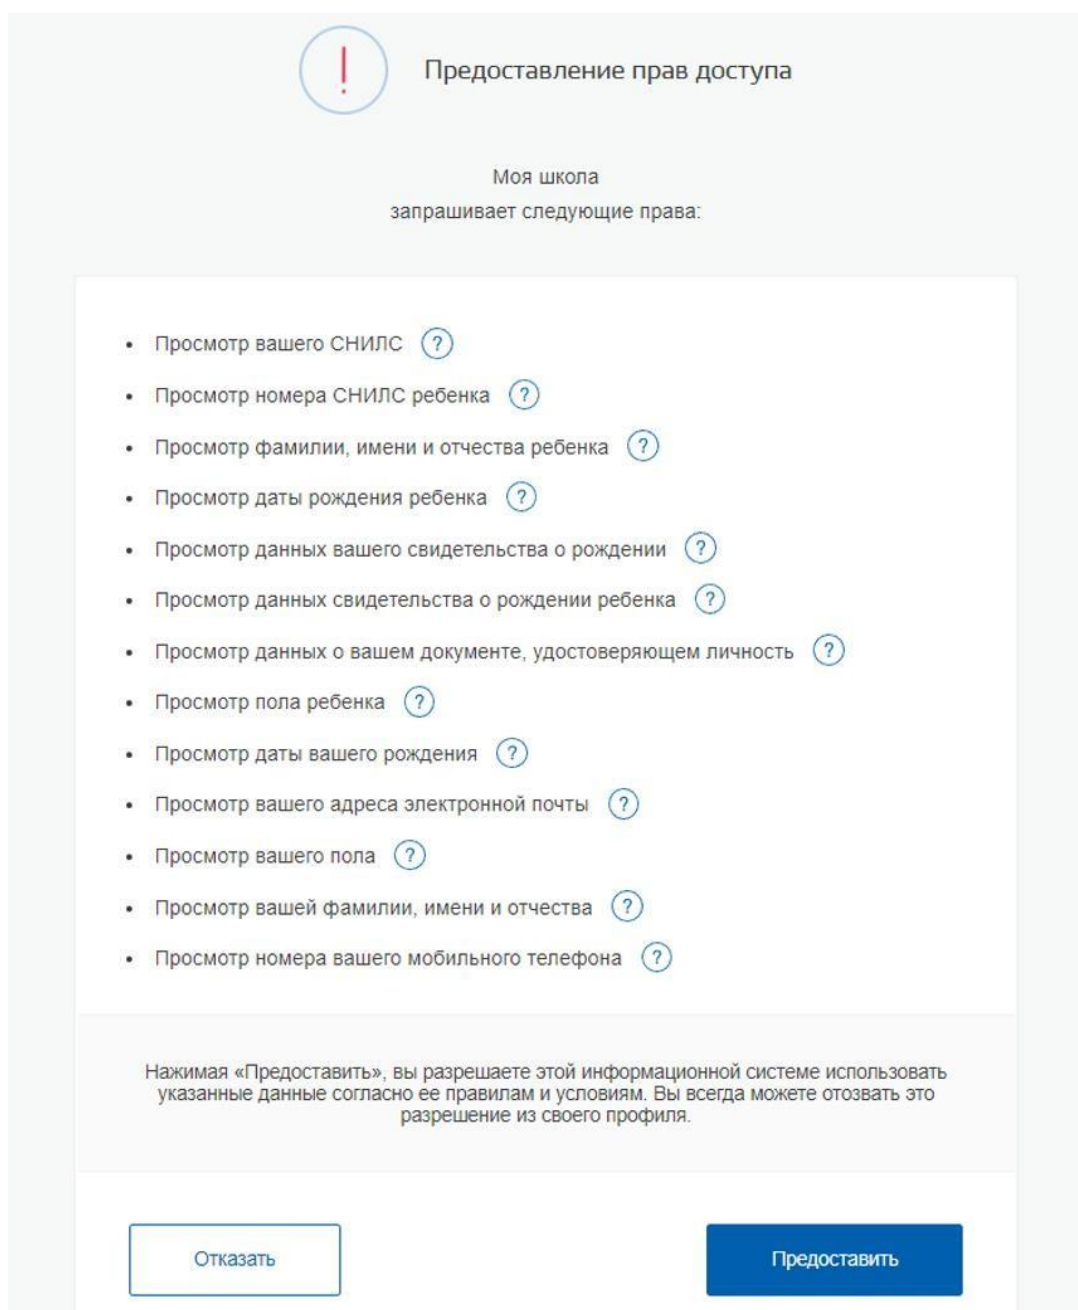 Предоставление прав доступа
Моя школа
запрашивает следующие права:
• Просмотр вашего СНИЛС ?
• Просмотр номера СНИЛС ребенка ?
• Просмотр фамилии, имени и отчества ребенка ?
• Просмотр даты рождения ребенка ?
• Просмотр данных вашего свидетельства о рождении ?
• Просмотр данных свидетельства о рождении ребенка ?
• Просмотр данных о вашем документе, удостоверяющем личность ?
• Просмотр пола ребенка ?
• Просмотр даты вашего рождения ?
• Просмотр вашего адреса электронной почты ?
• Просмотр вашего пола ?
• Просмотр вашей фамилии, имени и отчества ?
• Просмотр номера вашего мобильного телефона ?
Нажимая «Предоставить», вы разрешаете этой информационной системе использовать
указанные данные согласно ее правилам и условиям. Вы всегда можете отозвать это
разрешение из своего профиля.
Отказать
Предоставить